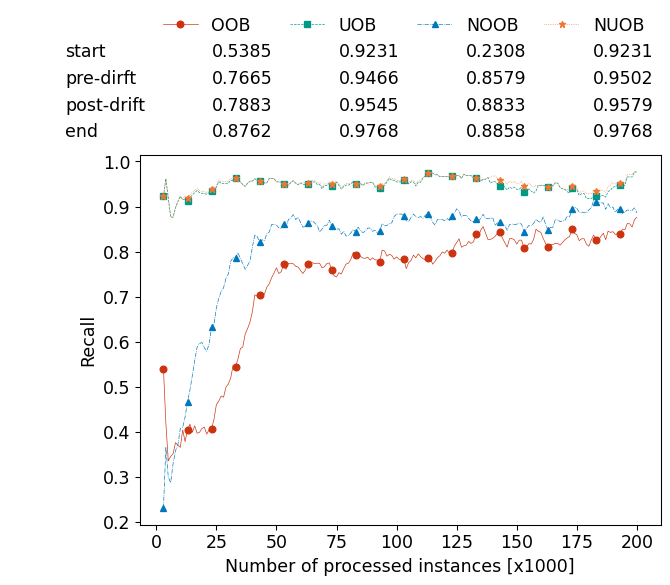 OOB UOB NOOB NUOB
start 0.5385 0.9231 0.2308 0.9231
pre-dirft 0.7665 0.9466 0.8579 0.9502
post-drift 0.7883 0.9545 0.8833 0.9579
end 0.8762 0.9768 0.8858 0.9768
1.0
0.9
0.8
0.7
0.6
0.5
0.4
0.3
0.2
Recall
0 25 50 75 100 125 150 175 200
Number of processed instances [x1000]